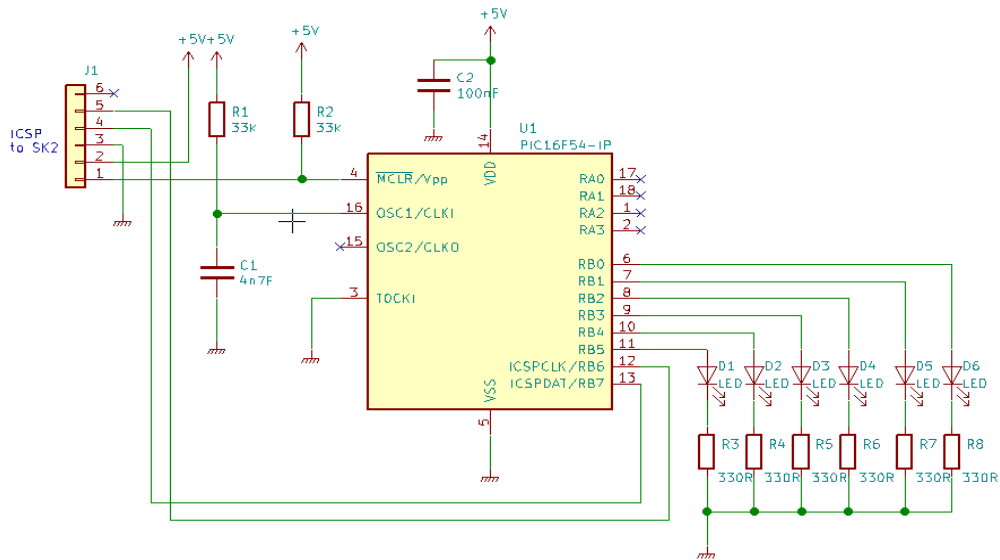 +5V
+5V+5V
+5V
J1
6
5
4
3
2
1
ICSP
to SK2
R1
33k
R2
33k
C2
100nF
C1
4n7F
U1
PIC16F54-IP
14
VDD
4
MCLR/Vpp
16
OSC1/CLKI
15
OSC2/CLKO
3
TOCKI
5
VSS
RA0
17
RA1
18
RA2
1
RA3
2
RB0
6
RB1
7
RB2
8
RB3
9
RB4
10
RB5
11
ICSPCLK/RB6
12
ICSPDAT/RB7
13
D1
LED
D2
LED
D3
LED
D4
LED
D5
LED
D6
LED
R3
330R
R4
330R
R5
330R
R6
330R
R7
330R
R8
330R